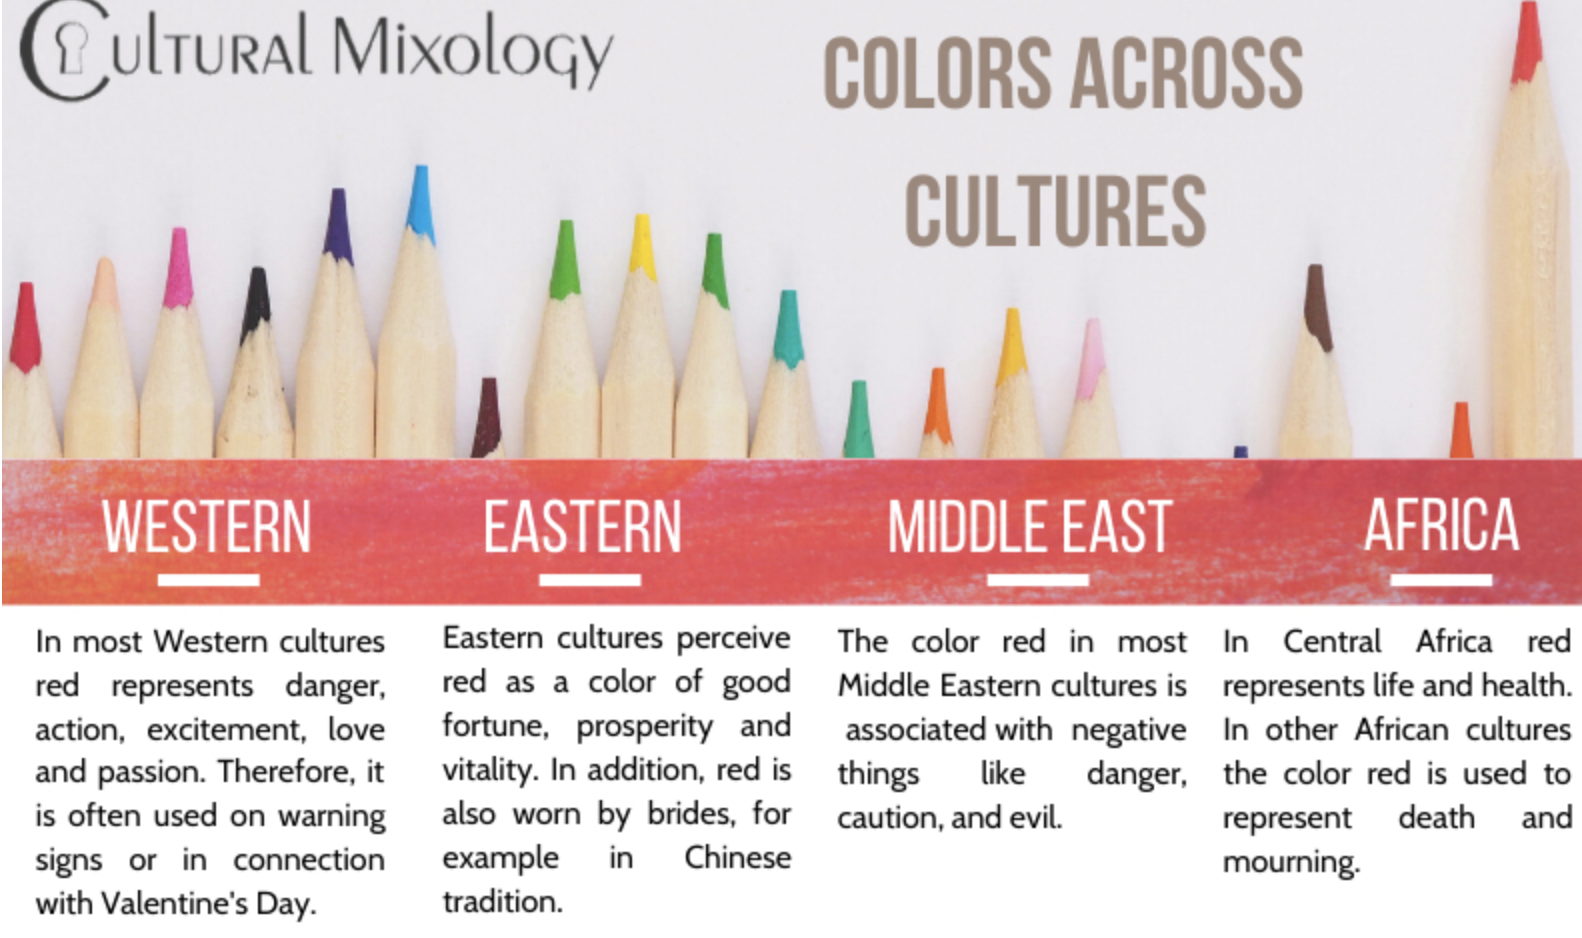 Cultural Mixology
COLORS ACROSS
CULTURES
WESTERN
In most Western cultures
red represents danger,
action, excitement, love
and passion. Therefore, it
is often used on warning
signs or in connection
with Valentine's Day.
EASTERN
Eastern cultures perceive
red as a color of good
fortune, prosperity and
vitality. In addition, red is
also worn by brides, for
example in Chinese
tradition.
MIDDLE EAST
The color red in most
Middle Eastern cultures is
associated with negative
things like danger,
caution, and evil.
AFRICA
In Central Africa red
represents life and health.
In other African cultures
the color red is used to
represent death and
mourning.